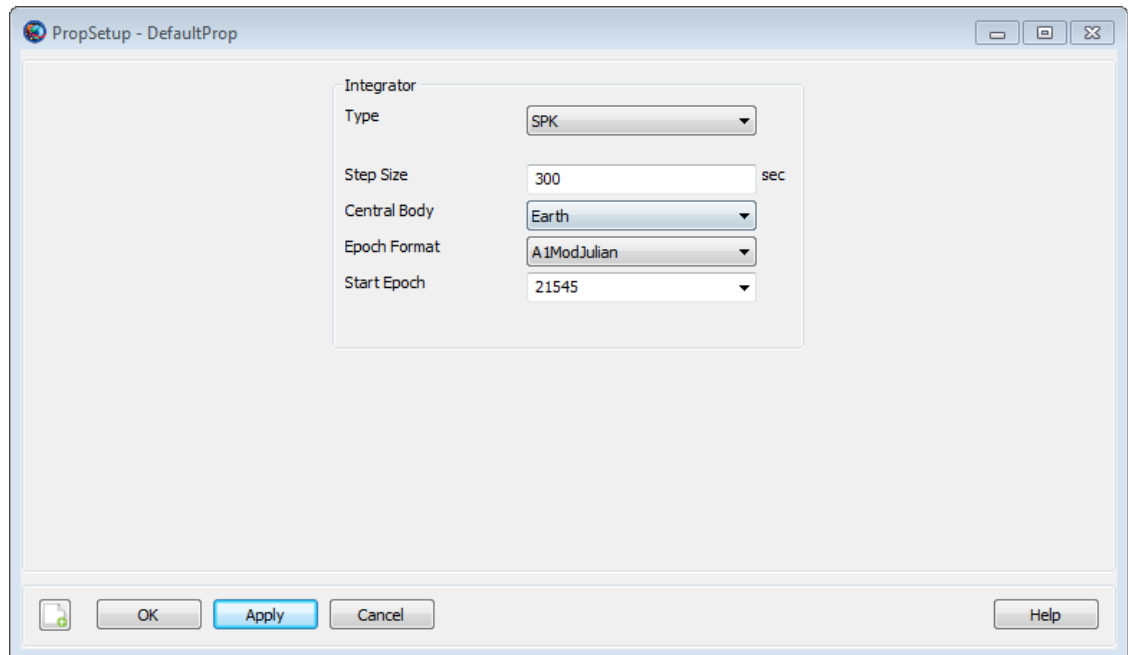 PropSetup - DefaultProp
Integrator
Type SPK
Step Size 300 sec
Central Body Earth
Epoch Format A1ModJulian
Start Epoch 21545
OK Apply Cancel Help